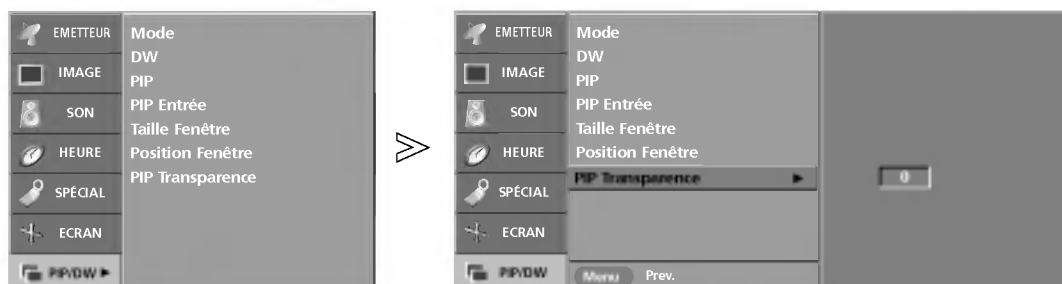 EMETTEUR
IMAGE
SON
HEURE
SPÉCIAL
ECRAN
PIP/DW ►
Mode
DW
PIP
PIP Entrée
Taille Fenêtre
Position Fenêtre
PIP Transparence
EMETTEUR
IMAGE
SON
HEURE
SPÉCIAL
ECRAN
PIP/DW
Mode
DW
PIP
PIP Entrée
Taille Fenêtre
Position Fenêtre
PIP Transparence ►
Menu Prev.
0